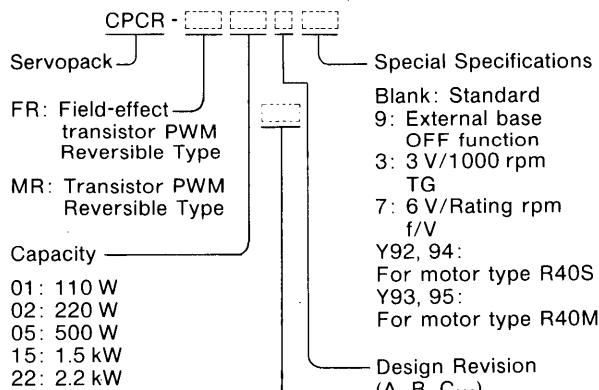 CPCR -
Servopack
FR: Field-effect
transistor PWM
Reversible Type
MR: Transistor PWM
Reversible Type
Capacity
01: 110 W
02: 220 W
05: 500 W
15: 1.5 kW
22: 2.2 kW
Special Specifications
Blank: Standard
9: External base
OFF function
3: 3 V/1000 rpm
TG
7: 6 V/Rating rpm
f/V
Y92, 94:
For motor type R40S
Y93, 95:
For motor type R40M
Design Revision
(A, B, C...)